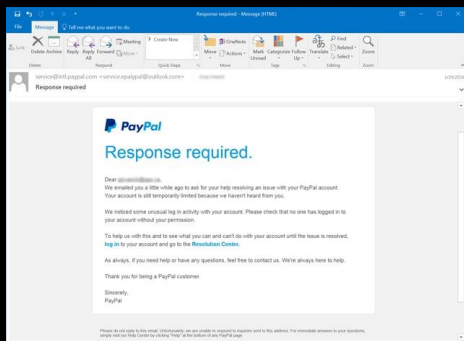 Response required - Message (HTML)
File Message Tell me what you want to do
Junk Delete Archive Reply Reply All Forward Meeting More Create New Move OneNote Actions Mark Unread Categorize Follow Up Translate Find Related Select Zoom
Delete Respond Quick Steps Move Tags Editing Zoom
service@intl.paypal.com <service.epaiypal@outlook.com>
Response required
PayPal
Response required.
Dear
We emailed you a little while ago to ask for your help resolving an issue with your PayPal account.
Your account is still temporarily limited because we haven't heard from you.
We noticed some unusual log in activity with your account. Please check that no one has logged in to
your account without your permission.
To help us with this and to see what you can and can't do with your account until the issue is resolved,
log in to your account and go to the Resolution Center.
As always, if you need help or have any questions, feel free to contact us. We're always here to help.
Thank you for being a PayPal customer.
Sincerely,
PayPal
Please do not reply to this email. Unfortunately, we are unable to respond to inquiries sent to this address. For immediate answers to your questions,
simply visit our Help Center by clicking "Help" at the bottom of any PayPal page.